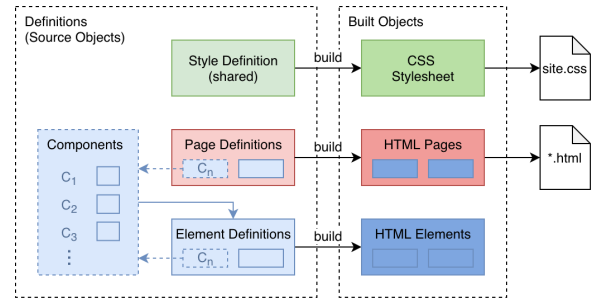 Definitions
(Source Objects)
Built Objects
Style Definition
(shared)
build
CSS
Stylesheet
site.css
Components
C1
C2
C3
⋮
Page Definitions
Cn
build
HTML Pages
*.html
Element Definitions
Cn
build
HTML Elements